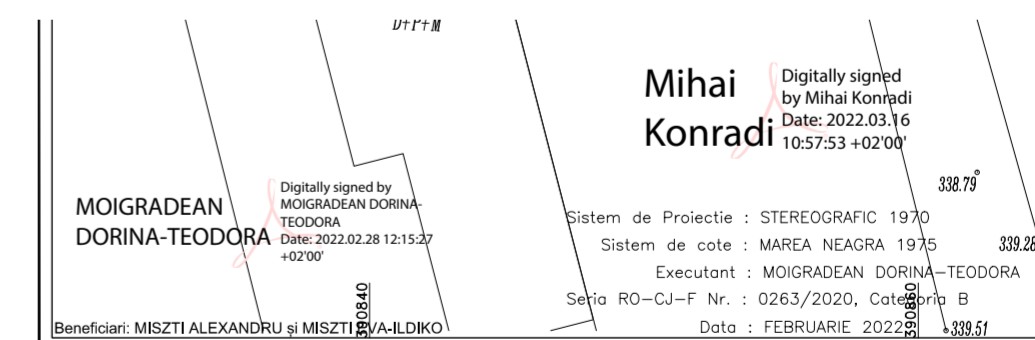 D+P+M
Mihai
Konradi
Digitally signed
by Mihai Konradi
Date: 2022.03.16
10:57:53 +02'00'
338.79
MOIGRADEAN
DORINA-TEODORA
Digitally signed by
MOIGRADEAN DORINA-
TEODORA
Date: 2022.02.28 12:15:27
+02'00'
Sistem de Proiectie : STEREOGRAFIC 1970
Sistem de cote : MAREA NEAGRA 1975
339.28
Executant : MOIGRADEAN DORINA-TEODORA
Seria RO-CJ-F Nr. : 0263/2020, Categoria B
Data : FEBRUARIE 2022
390840
390860
339.51
Beneficiari: MISZTI ALEXANDRU și MISZTI EVA-ILDIKO